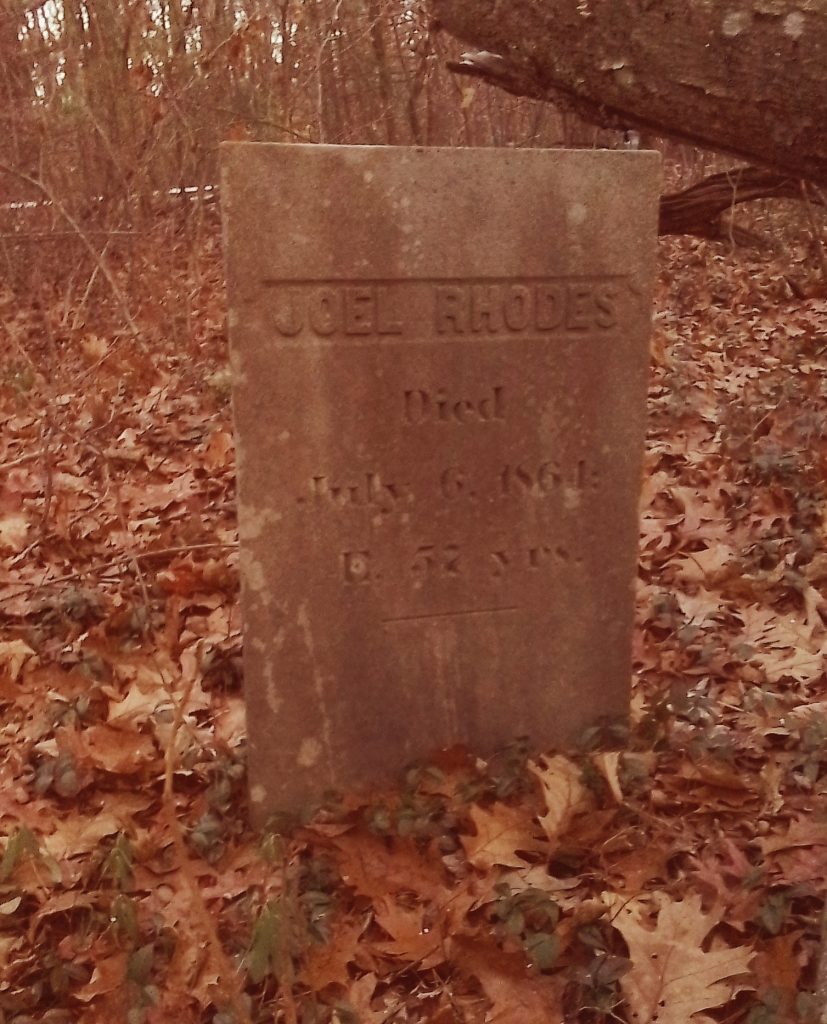 JOEL RHODES
Died
July 6, 1864:
Æ. 57 yrs.